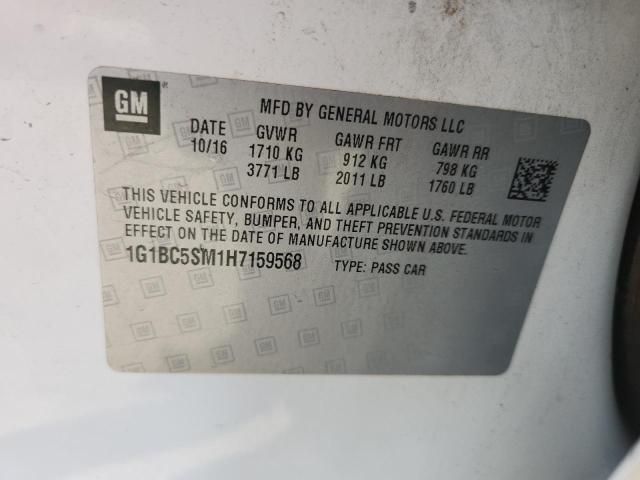 GM
MFD BY GENERAL MOTORS LLC
DATE GVWR GAWR FRT GAWR RR
10/16 1710 KG 912 KG 798 KG
3771 LB 2011 LB 1760 LB
THIS VEHICLE CONFORMS TO ALL APPLICABLE U.S. FEDERAL MOTOR
VEHICLE SAFETY, BUMPER, AND THEFT PREVENTION STANDARDS IN
EFFECT ON THE DATE OF MANUFACTURE SHOWN ABOVE.
1G1BC5SM1H7159568 TYPE: PASS CAR